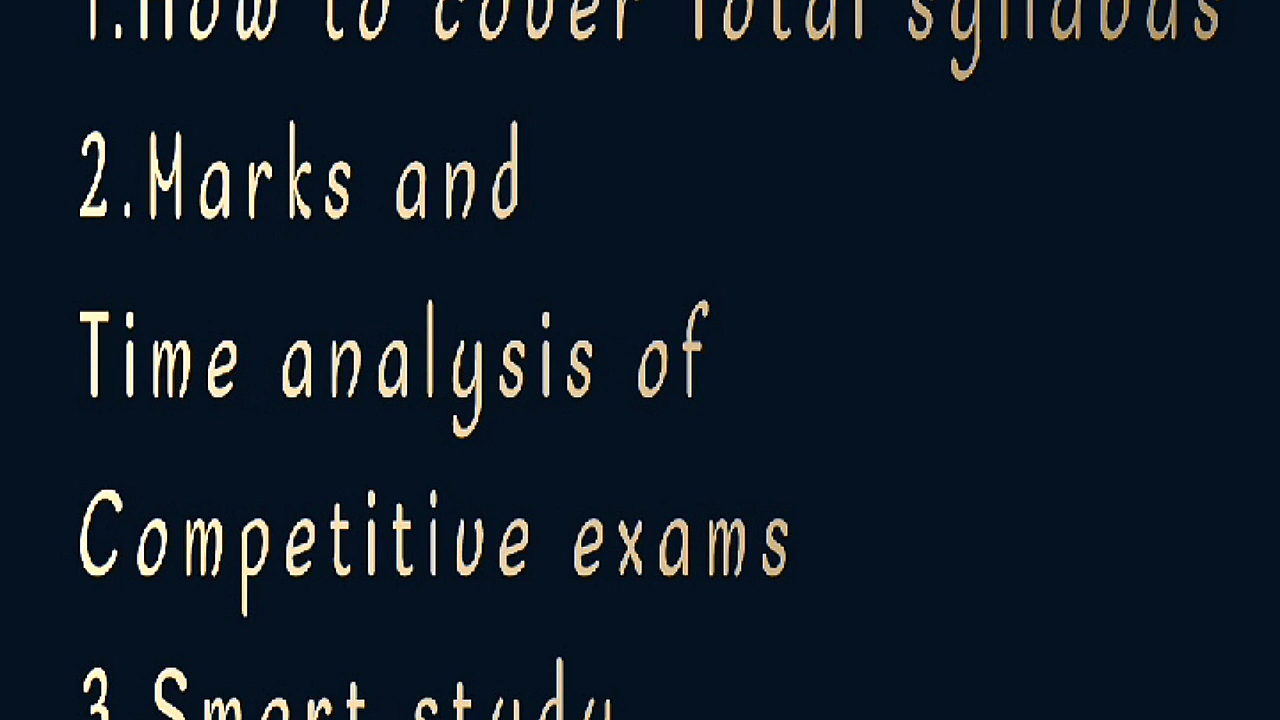 1.How to cover Total syllabus
2.Marks and
Time analysis of
Competitive exams
3.Smart study